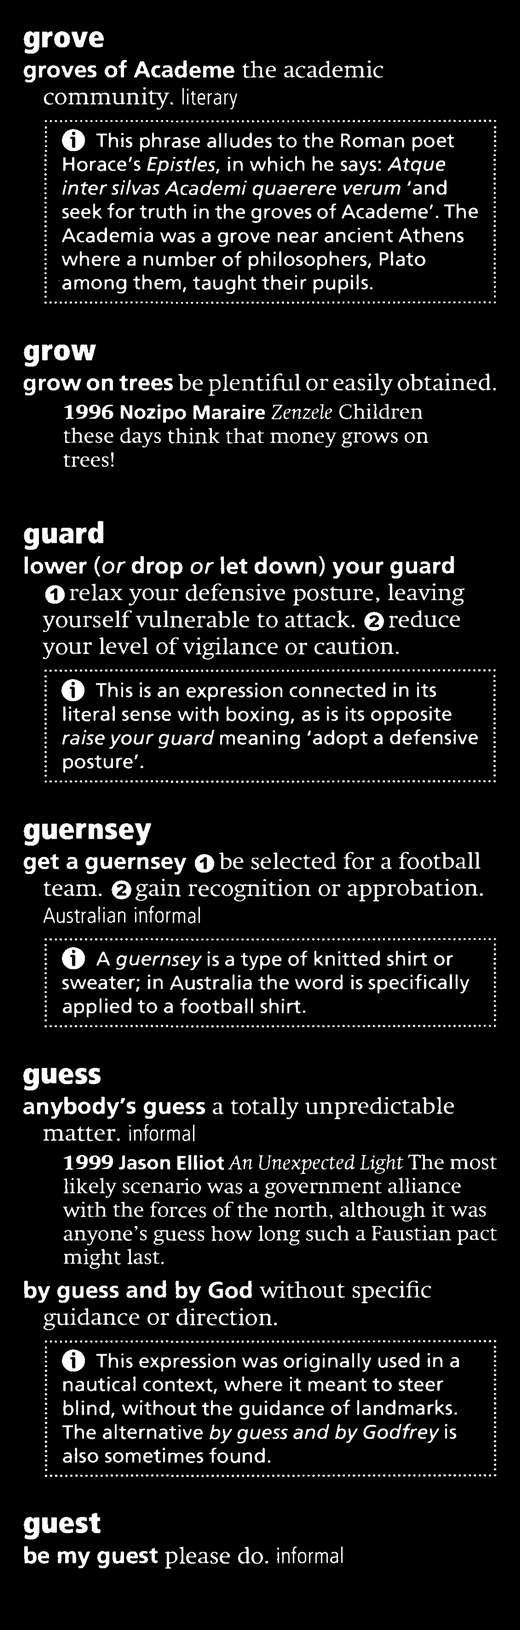 grove
groves of Academe the academic
community. literary
ℹ This phrase alludes to the Roman poet
Horace's Epistles, in which he says: Atque
inter silvas Academi quaerere verum 'and
seek for truth in the groves of Academe'. The
Academia was a grove near ancient Athens
where a number of philosophers, Plato
among them, taught their pupils.
grow
grow on trees be plentiful or easily obtained.
1996 Nozipo Maraire Zenzele Children
these days think that money grows on
trees!
guard
lower (or drop or let down) your guard
❶ relax your defensive posture, leaving
yourself vulnerable to attack. ❷ reduce
your level of vigilance or caution.
ℹ This is an expression connected in its
literal sense with boxing, as is its opposite
raise your guard meaning 'adopt a defensive
posture'.
guernsey
get a guernsey ❶ be selected for a football
team. ❷ gain recognition or approbation.
Australian informal
ℹ A guernsey is a type of knitted shirt or
sweater; in Australia the word is specifically
applied to a football shirt.
guess
anybody's guess a totally unpredictable
matter. informal
1999 Jason Elliot An Unexpected Light The most
likely scenario was a government alliance
with the forces of the north, although it was
anyone's guess how long such a Faustian pact
might last.
by guess and by God without specific
guidance or direction.
ℹ This expression was originally used in a
nautical context, where it meant to steer
blind, without the guidance of landmarks.
The alternative by guess and by Godfrey is
also sometimes found.
guest
be my guest please do. informal